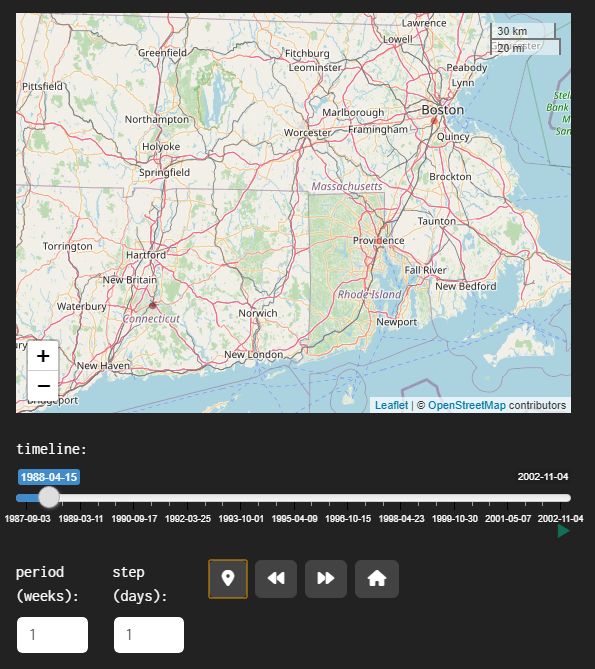 Lawrence
30 km
Lowell
20 mi
Greenfield
Fitchburg
Leominster
Peabody
Pittsfield
Lynn
Boston
Marlborough
Northampton
Framingham
Worcester
Quincy
Holyoke
Springfield
Brockton
Massachusetts
Taunton
Torrington
Providence
Hartford
Fall River
New Britain
New Bedford
Rhode Island
Waterbury
Norwich
Connecticut
Newport
+
New London
New Haven
−
Leaflet | © OpenStreetMap contributors
timeline:
1988-04-15
2002-11-04
1987-09-03 1989-03-11 1990-09-17 1992-03-25 1993-10-01 1995-04-09 1996-10-15 1998-04-23 1999-10-30 2001-05-07 2002-11-04
period (weeks):
step (days):
1
1